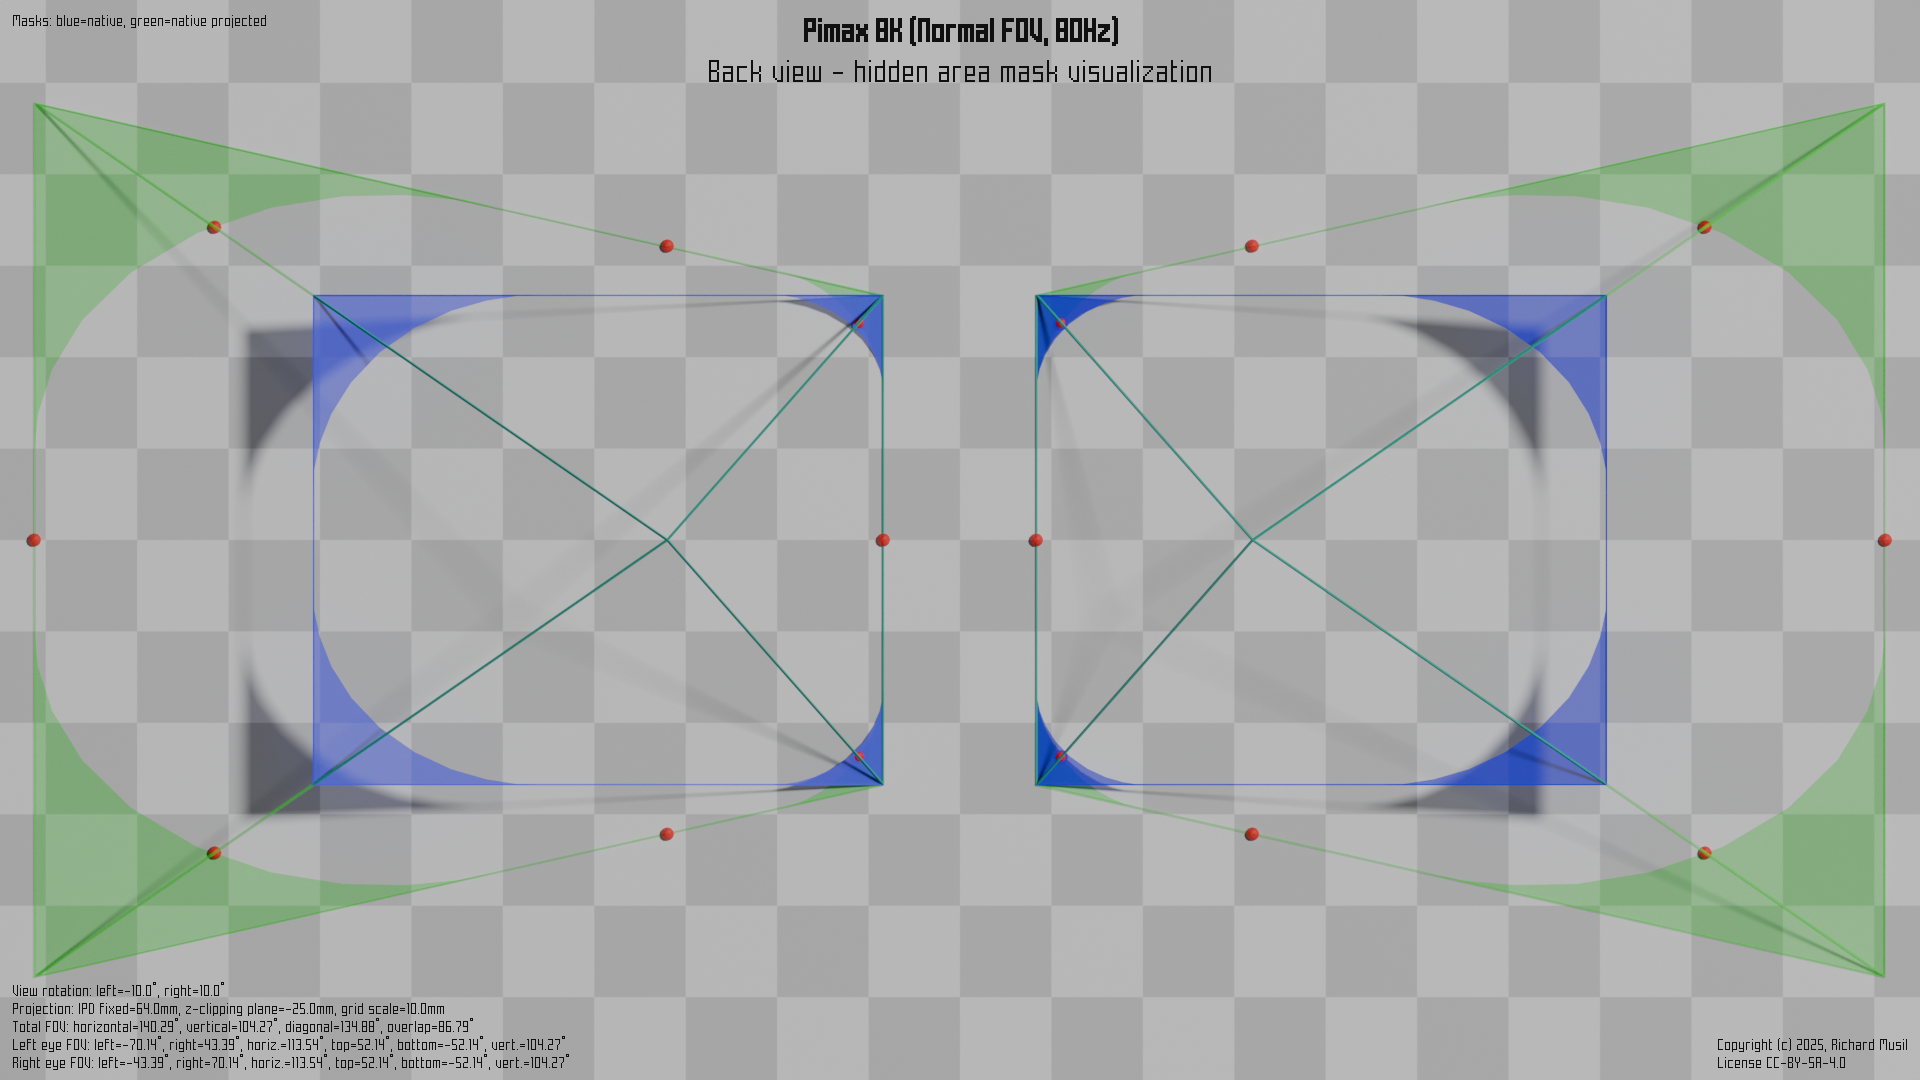 Masks: blue=native, green=native projected
Pimax 8K (Normal FOV, 80Hz)
Back view - hidden area mask visualization
View rotation: left=-10.0°, right=10.0°
Projection: IPD fixed=64.0mm, z-clipping plane=-25.0mm, grid scale=10.0mm
Total FOV: horizontal=140.29°, vertical=104.27°, diagonal=134.88°, overlap=86.79°
Left eye FOV: left=-70.14°, right=43.39°, horiz.=113.54°, top=52.14°, bottom=-52.14°, vert.=104.27°
Right eye FOV: left=-43.39°, right=70.14°, horiz.=113.54°, top=52.14°, bottom=-52.14°, vert.=104.27°
Copyright (c) 2025, Richard Musil
License CC-BY-SA-4.0